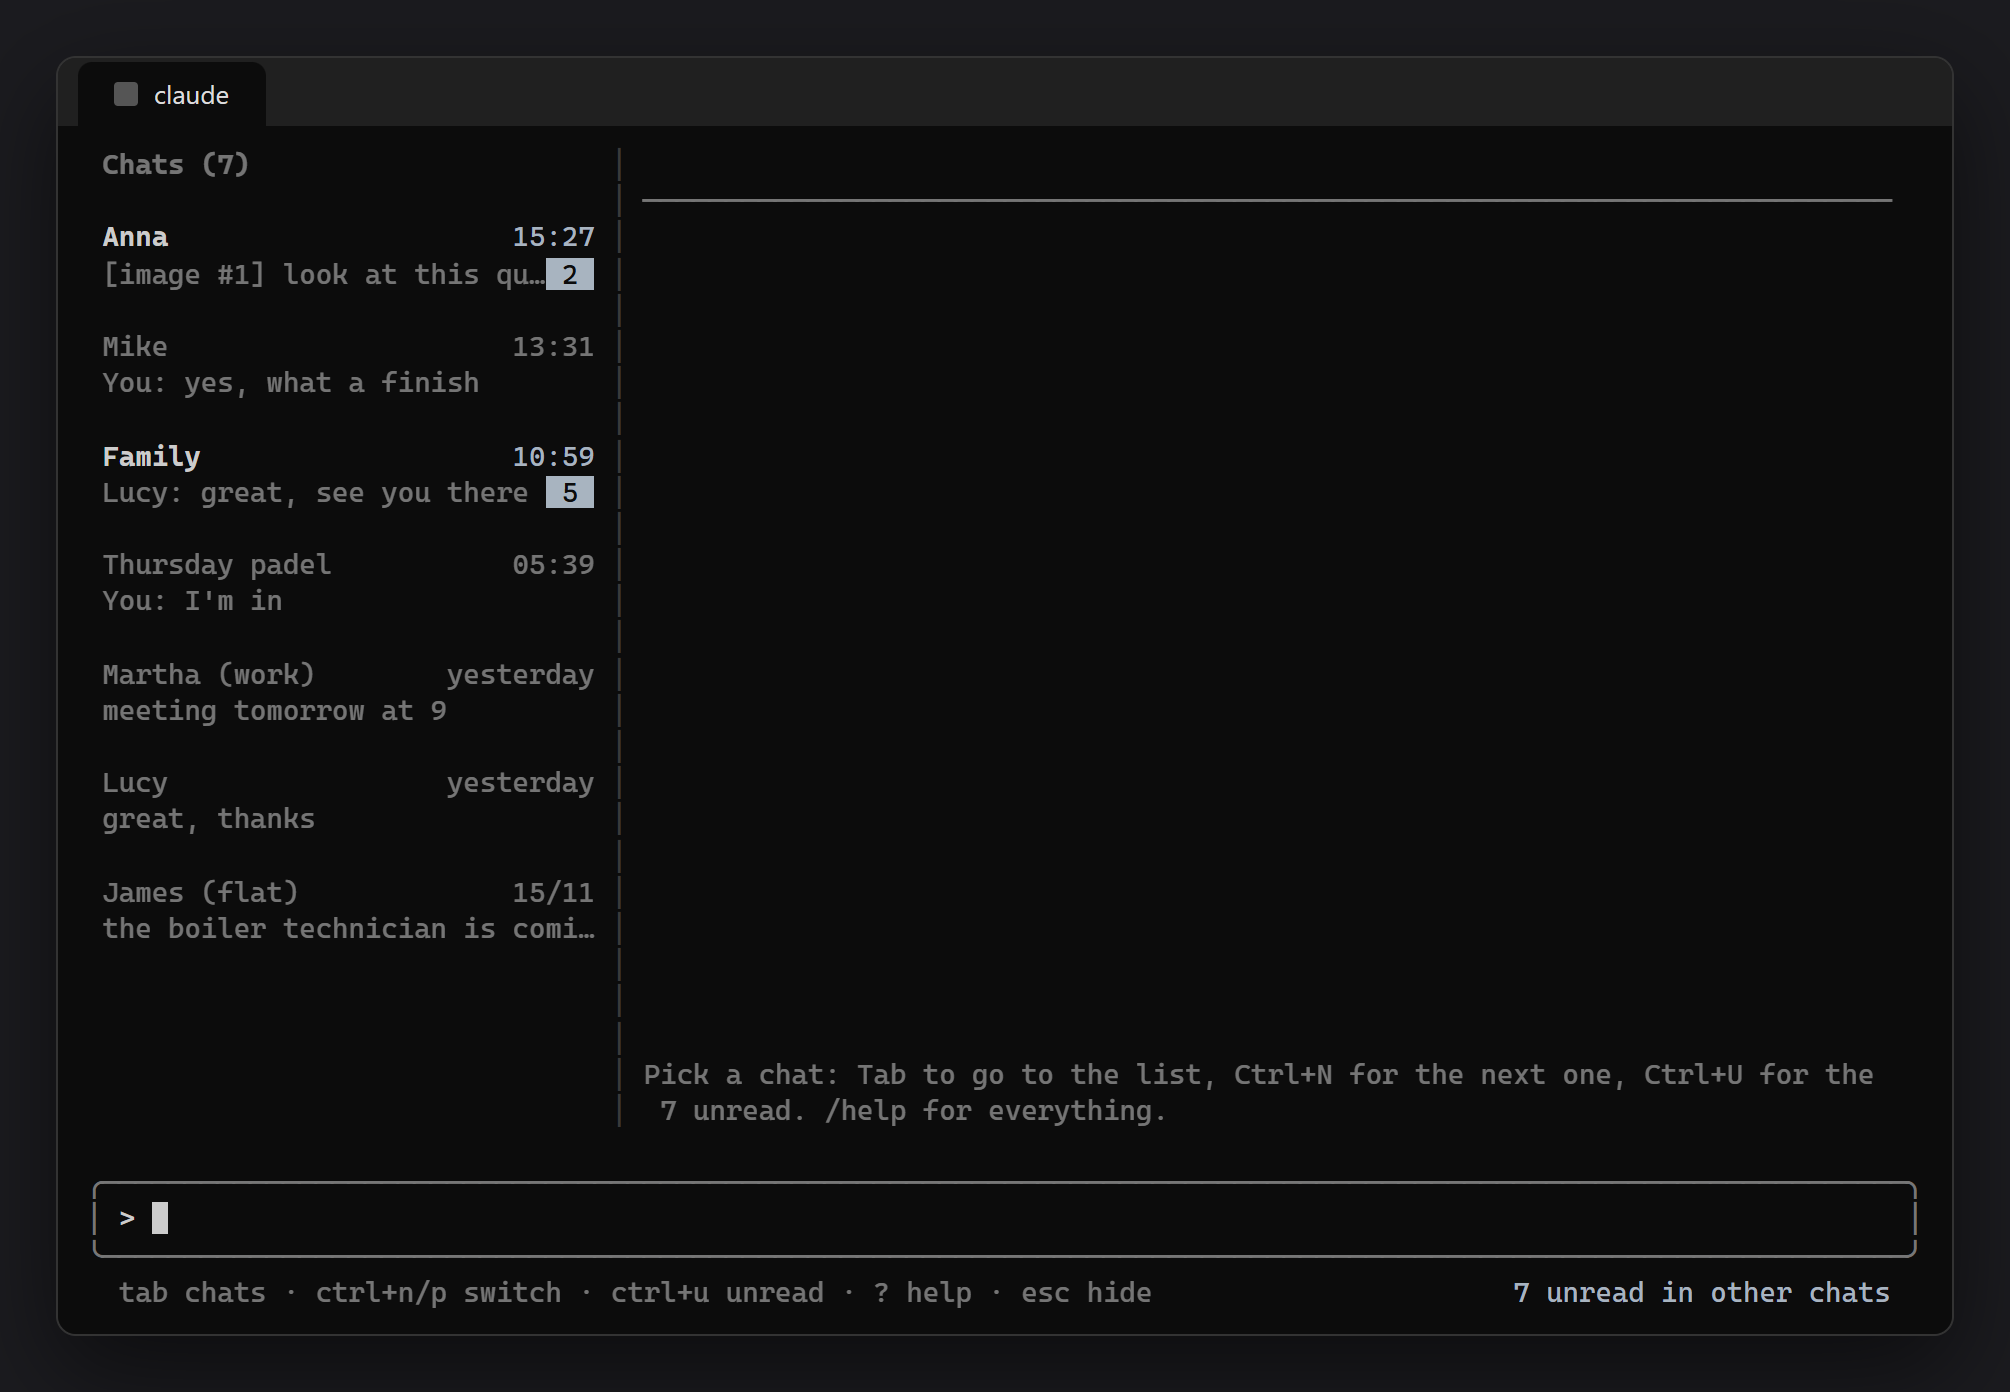 claude
Chats (7)
Anna 15:27
[image #1] look at this qu… 2
Mike 13:31
You: yes, what a finish
Family 10:59
Lucy: great, see you there 5
Thursday padel 05:39
You: I'm in
Martha (work) yesterday
meeting tomorrow at 9
Lucy yesterday
great, thanks
James (flat) 15/11
the boiler technician is comi…
Pick a chat: Tab to go to the list, Ctrl+N for the next one, Ctrl+U for the
7 unread. /help for everything.
>
tab chats · ctrl+n/p switch · ctrl+u unread · ? help · esc hide 7 unread in other chats